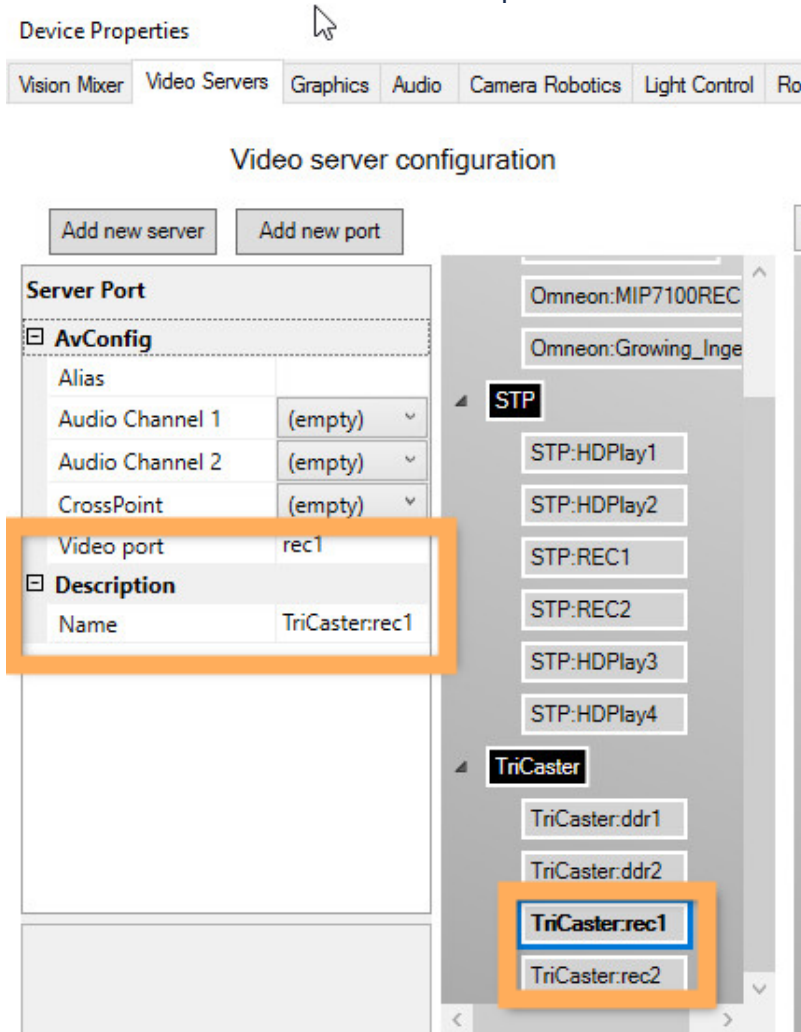 Device Properties
Vision Mixer Video Servers Graphics Audio Camera Robotics Light Control Ro
Video server configuration
Add new server Add new port
Server Port
AvConfig
Alias
Audio Channel 1 (empty)
Audio Channel 2 (empty)
CrossPoint (empty)
Video port rec1
Description
Name TriCaster:rec1
Omneon:MIP7100REC
Omneon:Growing_Inge
STP
STP:HDPlay1
STP:HDPlay2
STP:REC1
STP:REC2
STP:HDPlay3
STP:HDPlay4
TriCaster
TriCaster:ddr1
TriCaster:ddr2
TriCaster:rec1
TriCaster:rec2